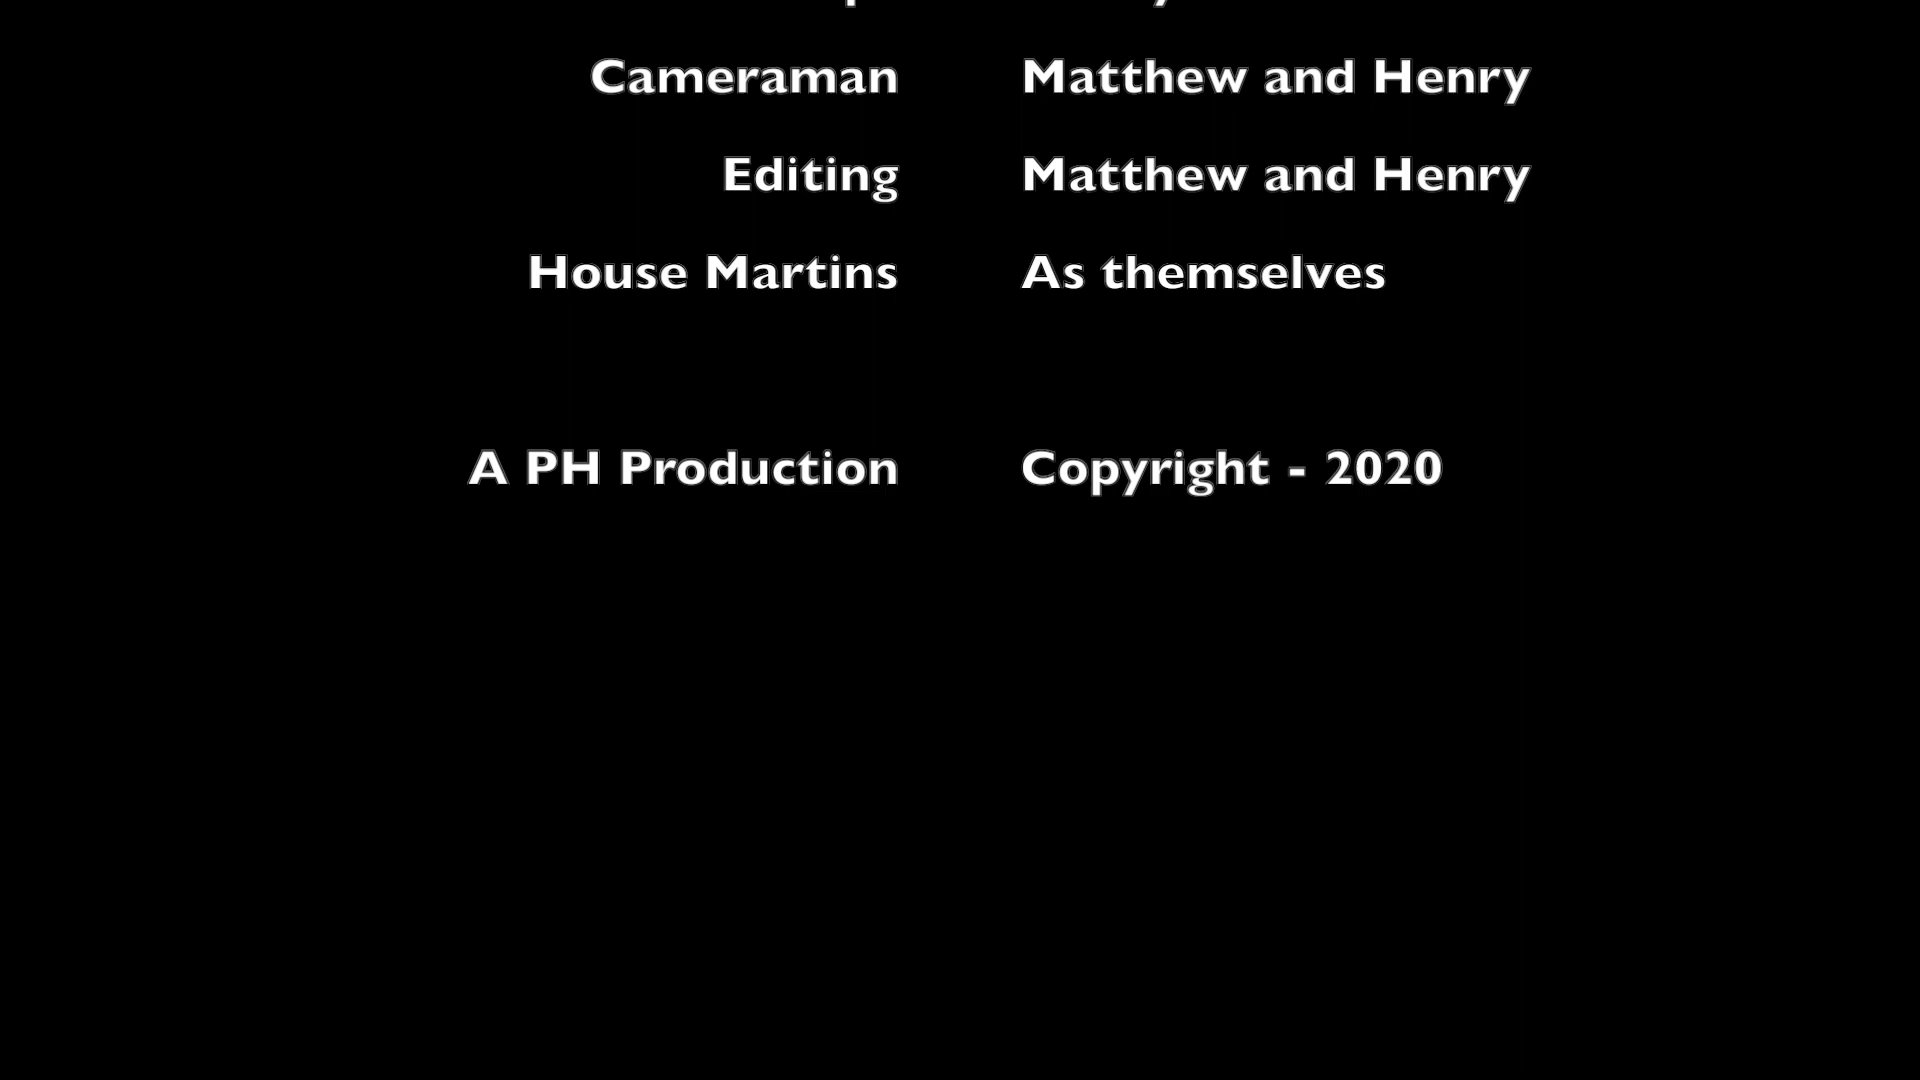 Cameraman Matthew and Henry
Editing Matthew and Henry
House Martins As themselves
A PH Production Copyright - 2020